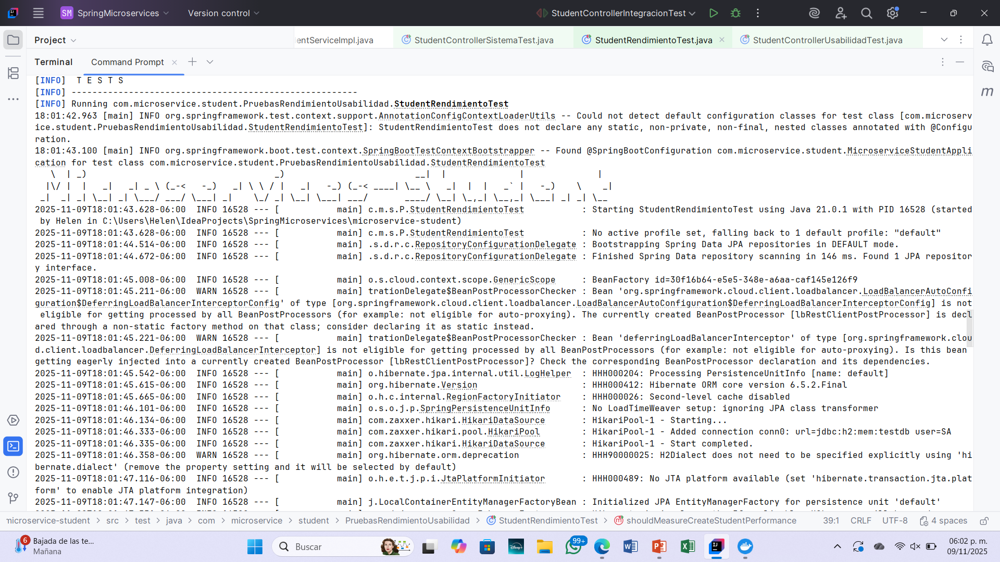 SM SpringMicroservices Version control StudentControllerIntegracionTest
Project entServiceImpl.java StudentControllerSistemaTest.java StudentRendimientoTest.java StudentControllerUsabilidadTest.java
Terminal Command Prompt
[INFO]  T E S T S
[INFO] -------------------------------------------------------
[INFO] Running com.microservice.student.PruebasRendimientoUsabilidad.StudentRendimientoTest
18:01:42.963 [main] INFO org.springframework.test.context.support.AnnotationConfigContextLoaderUtils -- Could not detect default configuration classes for test class [com.microserv
ice.student.PruebasRendimientoUsabilidad.StudentRendimientoTest]: StudentRendimientoTest does not declare any static, non-private, non-final, nested classes annotated with @Configu
ration.
18:01:43.100 [main] INFO org.springframework.boot.test.context.SpringBootTestContextBootstrapper -- Found @SpringBootConfiguration com.microservice.student.MicroserviceStudentAppli
cation for test class com.microservice.student.PruebasRendimientoUsabilidad.StudentRendimientoTest
2025-11-09T18:01:43.628-06:00  INFO 16528 --- [           main] c.m.s.P.StudentRendimientoTest           : Starting StudentRendimientoTest using Java 21.0.1 with PID 16528 (started
 by Helen in C:\Users\Helen\IdeaProjects\SpringMicroservices\microservice-student)
2025-11-09T18:01:43.628-06:00  INFO 16528 --- [           main] c.m.s.P.StudentRendimientoTest           : No active profile set, falling back to 1 default profile: "default"
2025-11-09T18:01:44.514-06:00  INFO 16528 --- [           main] .s.d.r.c.RepositoryConfigurationDelegate : Bootstrapping Spring Data JPA repositories in DEFAULT mode.
2025-11-09T18:01:44.672-06:00  INFO 16528 --- [           main] .s.d.r.c.RepositoryConfigurationDelegate : Finished Spring Data repository scanning in 146 ms. Found 1 JPA repositor
y interface.
2025-11-09T18:01:45.008-06:00  INFO 16528 --- [           main] o.s.cloud.context.scope.GenericScope     : BeanFactory id=30f16b64-e5e5-348e-a6aa-caf145e126f9
2025-11-09T18:01:45.211-06:00  WARN 16528 --- [           main] trationDelegate$BeanPostProcessorChecker : Bean 'org.springframework.cloud.client.loadbalancer.LoadBalancerAutoConfi
guration$DeferringLoadBalancerInterceptorConfig' of type [org.springframework.cloud.client.loadbalancer.LoadBalancerAutoConfiguration$DeferringLoadBalancerInterceptorConfig] is not
 eligible for getting processed by all BeanPostProcessors (for example: not eligible for auto-proxying). The currently created BeanPostProcessor [lbRestClientPostProcessor] is decl
ared through a non-static factory method on that class; consider declaring it as static instead.
2025-11-09T18:01:45.221-06:00  WARN 16528 --- [           main] trationDelegate$BeanPostProcessorChecker : Bean 'deferringLoadBalancerInterceptor' of type [org.springframework.clou
d.client.loadbalancer.DeferringLoadBalancerInterceptor] is not eligible for getting processed by all BeanPostProcessors (for example: not eligible for auto-proxying). Is this bean
getting eagerly injected into a currently created BeanPostProcessor [lbRestClientPostProcessor]? Check the corresponding BeanPostProcessor declaration and its dependencies.
2025-11-09T18:01:45.542-06:00  INFO 16528 --- [           main] o.hibernate.jpa.internal.util.LogHelper  : HHH000204: Processing PersistenceUnitInfo [name: default]
2025-11-09T18:01:45.615-06:00  INFO 16528 --- [           main] org.hibernate.Version                    : HHH000412: Hibernate ORM core version 6.5.2.Final
2025-11-09T18:01:45.665-06:00  INFO 16528 --- [           main] o.h.c.internal.RegionFactoryInitiator    : HHH000026: Second-level cache disabled
2025-11-09T18:01:46.101-06:00  INFO 16528 --- [           main] o.s.o.j.p.SpringPersistenceUnitInfo      : No LoadTimeWeaver setup: ignoring JPA class transformer
2025-11-09T18:01:46.134-06:00  INFO 16528 --- [           main] com.zaxxer.hikari.HikariDataSource       : HikariPool-1 - Starting...
2025-11-09T18:01:46.333-06:00  INFO 16528 --- [           main] com.zaxxer.hikari.pool.HikariPool        : HikariPool-1 - Added connection conn0: url=jdbc:h2:mem:testdb user=SA
2025-11-09T18:01:46.335-06:00  INFO 16528 --- [           main] com.zaxxer.hikari.HikariDataSource       : HikariPool-1 - Start completed.
2025-11-09T18:01:46.358-06:00  WARN 16528 --- [           main] org.hibernate.orm.deprecation            : HHH90000025: H2Dialect does not need to be specified explicitly using 'hi
bernate.dialect' (remove the property setting and it will be selected by default)
2025-11-09T18:01:47.116-06:00  INFO 16528 --- [           main] o.h.e.t.j.p.i.JtaPlatformInitiator       : HHH000489: No JTA platform available (set 'hibernate.transaction.jta.plat
form' to enable JTA platform integration)
2025-11-09T18:01:47.147-06:00  INFO 16528 --- [           main] j.LocalContainerEntityManagerFactoryBean : Initialized JPA EntityManagerFactory for persistence unit 'default'
microservice-student > src > test > java > com > microservice > student > PruebasRendimientoUsabilidad > StudentRendimientoTest > shouldMeasureCreateStudentPerformance 39:1 CRLF UTF-8 4 spaces
6 Bajada de las te...
Mañana
Buscar
99+
06:02 p. m.
09/11/2025